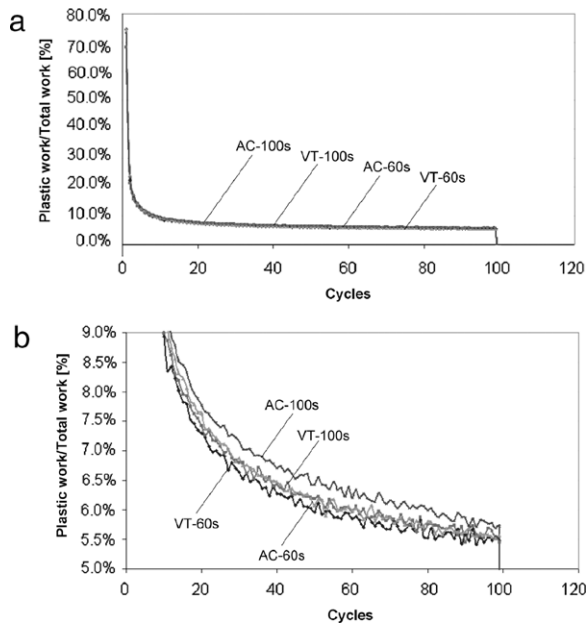 a
Plastic work/Total work [%]
80.0%
70.0%
60.0%
50.0%
40.0%
30.0%
20.0%
10.0%
0.0%
AC-100s
VT-100s
AC-60s
VT-60s
0 20 40 60 80 100 120
Cycles
b
Plastic work/Total work [%]
9.0%
8.5%
8.0%
7.5%
7.0%
6.5%
6.0%
5.5%
5.0%
AC-100s
VT-100s
VT-60s
AC-60s
0 20 40 60 80 100 120
Cycles